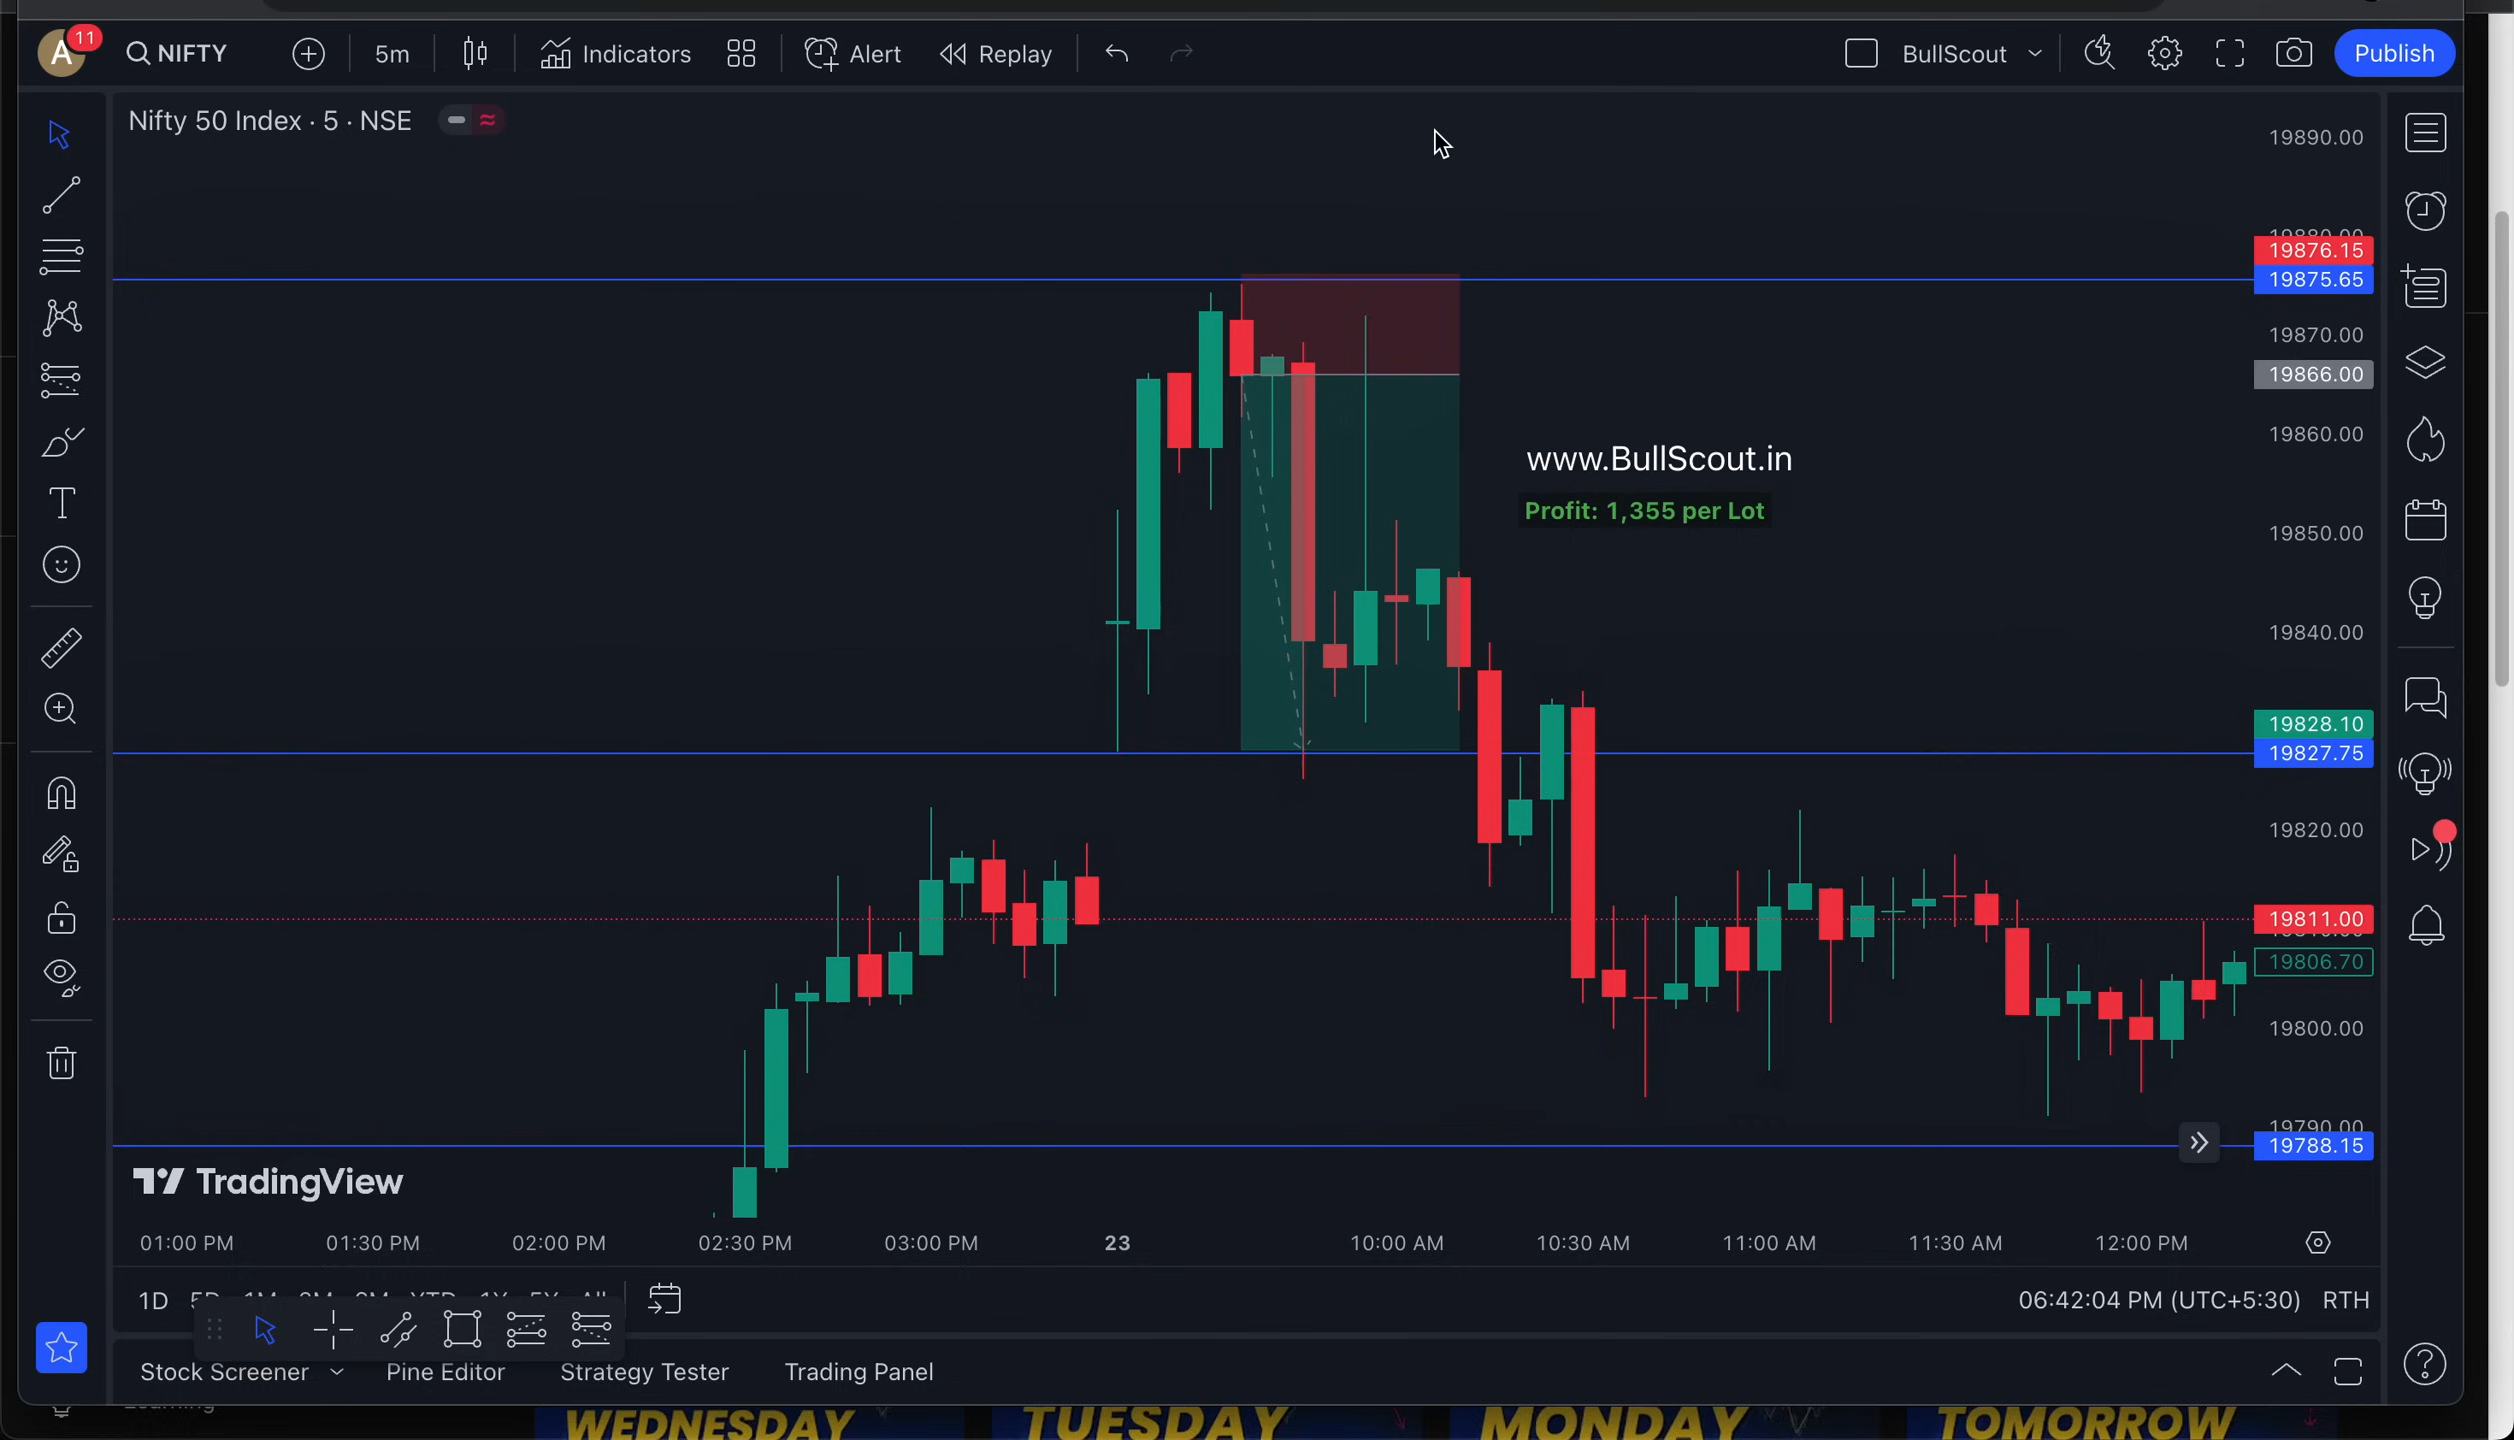 A 11 NIFTY 5m Indicators Alert Replay BullScout Publish
Nifty 50 Index · 5 · NSE
19890.00
19876.15
19875.65
19870.00
19866.00
19860.00
www.BullScout.in
Profit: 1,355 per Lot
19850.00
19840.00
19828.10
19827.75
19820.00
19811.00
19806.70
19800.00
19790.00
19788.15
TradingView
01:00 PM 01:30 PM 02:00 PM 02:30 PM 03:00 PM 23 10:00 AM 10:30 AM 11:00 AM 11:30 AM 12:00 PM
1D 06:42:04 PM (UTC+5:30) RTH
Stock Screener Pine Editor Strategy Tester Trading Panel
WEDNESDAY TUESDAY MONDAY TOMORROW